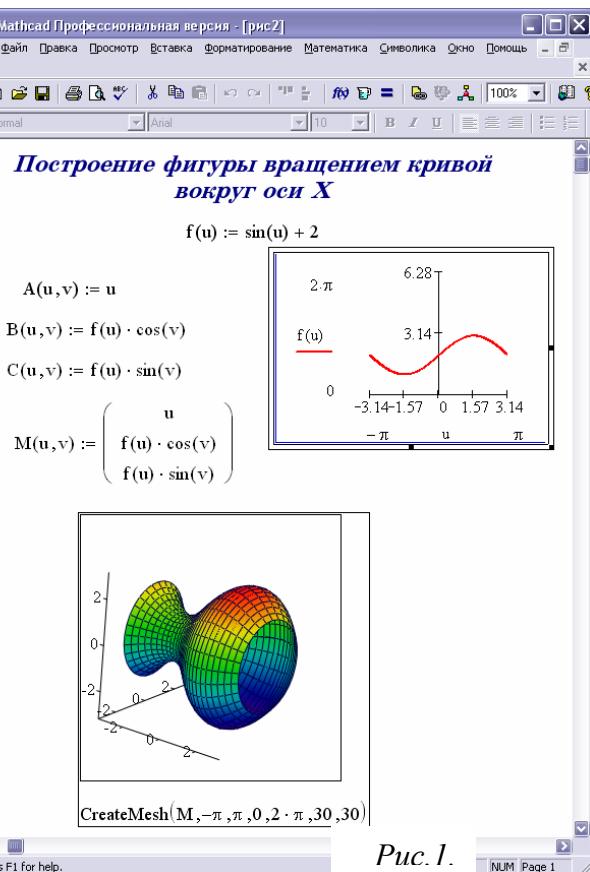 Mathcad Профессиональная версия - [рис2]
Файл Правка Просмотр Вставка Форматирование Математика Символика Окно Помощь
100%
Arial 10 B I U
Построение фигуры вращением кривой
вокруг оси X
f(u) := sin(u) + 2
A(u,v) := u
B(u,v) := f(u) · cos(v)
C(u,v) := f(u) · sin(v)
M(u,v) := ( u
f(u) · cos(v)
f(u) · sin(v) )
6.28
2·π
3.14
f(u)
0
-3.14 -1.57 0 1.57 3.14
-π u π
2
0
-2
-2 0 2
-2 0 2
CreateMesh(M,-π,π,0,2·π,30,30)
Рис.1.
F1 for help.
NUM Page 1